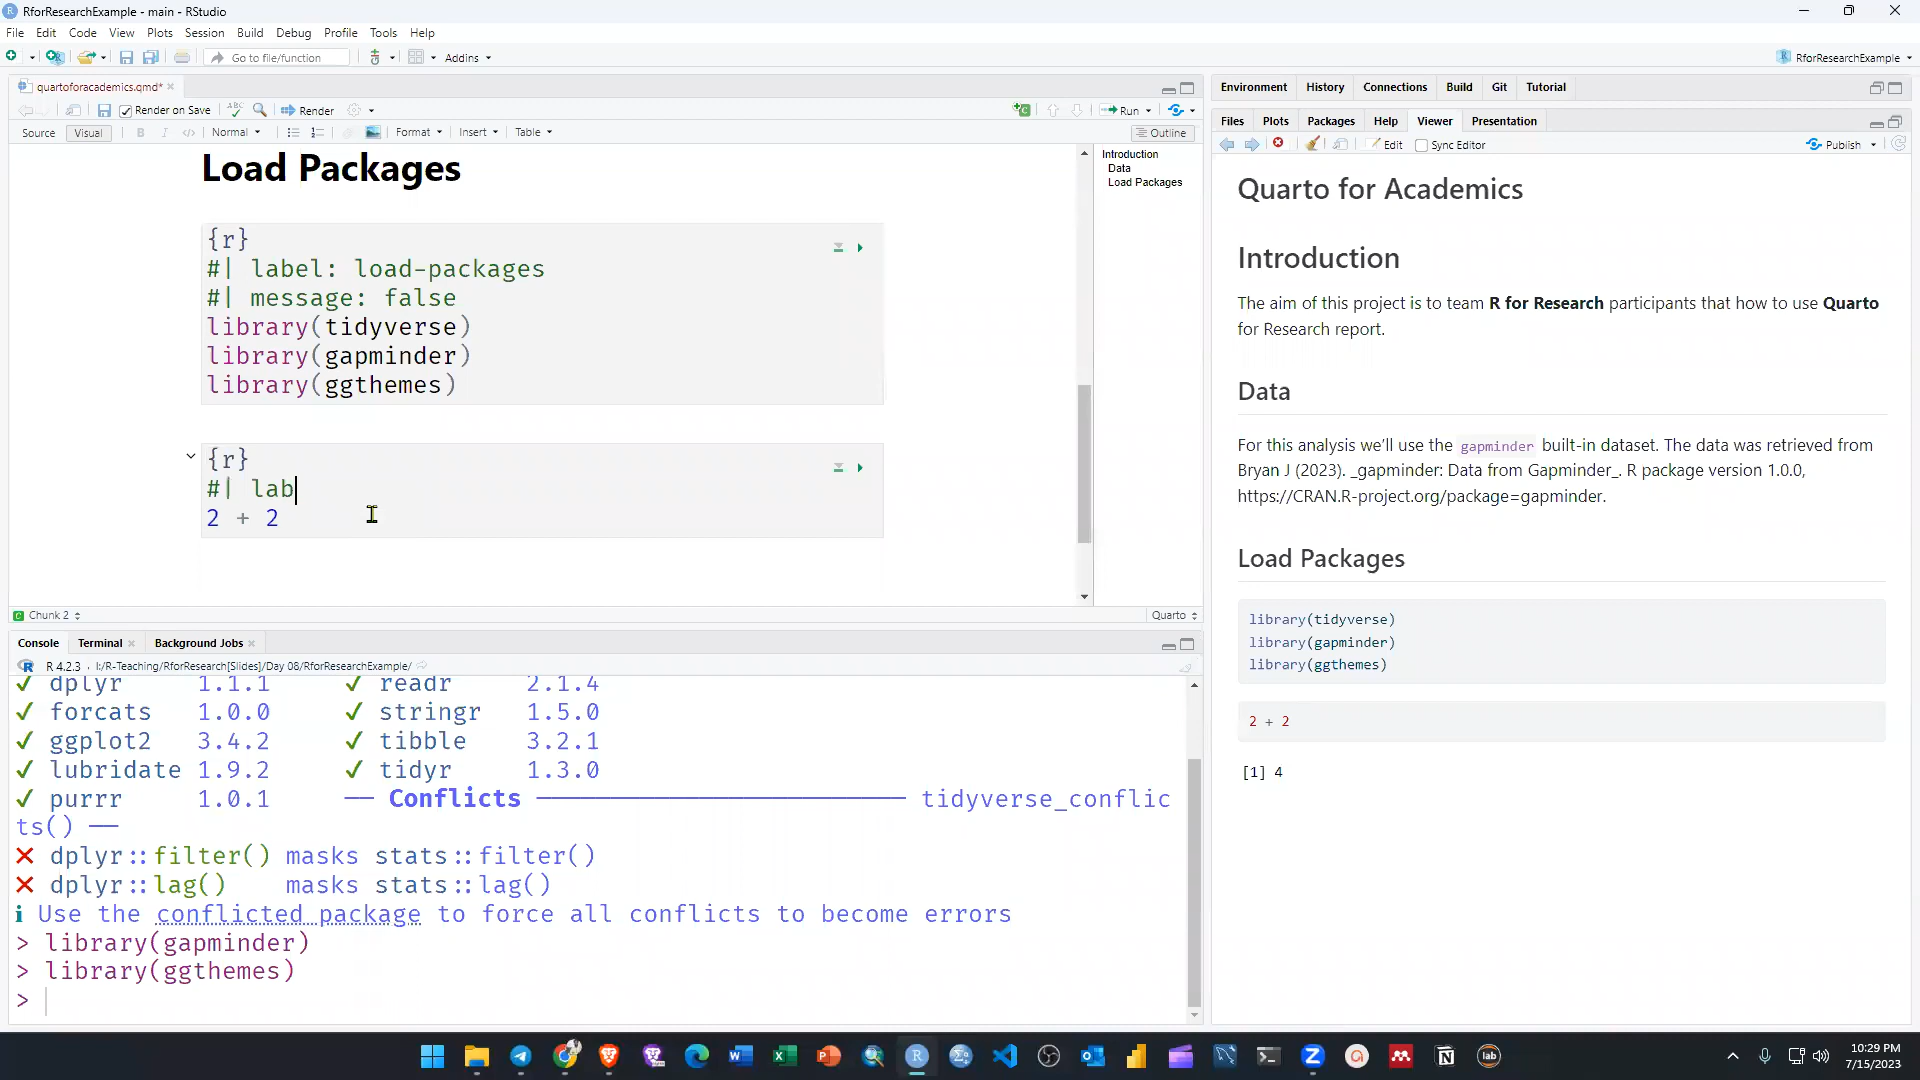 RforResearchExample - main - RStudio
File Edit Code View Plots Session Build Debug Profile Tools Help
Go to file/function Addins RforResearchExample
quartoforacademics.qmd*
Render on Save ABC Render Run
Source Visual B I </> Normal Format Insert Table Outline
Load Packages
{r}
#| label: load-packages
#| message: false
library(tidyverse)
library(gapminder)
library(ggthemes)
{r}
#| lab
2 + 2
Introduction
Data
Load Packages
Chunk 2 Quarto
Console Terminal Background Jobs
R 4.2.3 · I:/R-Teaching/RforResearch[Slides]/Day 08/RforResearchExample/
✓ dplyr 1.1.1 ✓ readr 2.1.4
✓ forcats 1.0.0 ✓ stringr 1.5.0
✓ ggplot2 3.4.2 ✓ tibble 3.2.1
✓ lubridate 1.9.2 ✓ tidyr 1.3.0
✓ purrr 1.0.1 ── Conflicts ────────────── tidyverse_conflic
ts() ──
✗ dplyr::filter() masks stats::filter()
✗ dplyr::lag() masks stats::lag()
ℹ Use the conflicted package to force all conflicts to become errors
> library(gapminder)
> library(ggthemes)
>
Environment History Connections Build Git Tutorial
Files Plots Packages Help Viewer Presentation
Edit Sync Editor Publish
Quarto for Academics
Introduction
The aim of this project is to team R for Research participants that how to use Quarto
for Research report.
Data
For this analysis we'll use the gapminder built-in dataset. The data was retrieved from
Bryan J (2023). _gapminder: Data from Gapminder_. R package version 1.0.0,
https://CRAN.R-project.org/package=gapminder.
Load Packages
library(tidyverse)
library(gapminder)
library(ggthemes)
2 + 2
[1] 4
lab
10:29 PM
7/15/2023